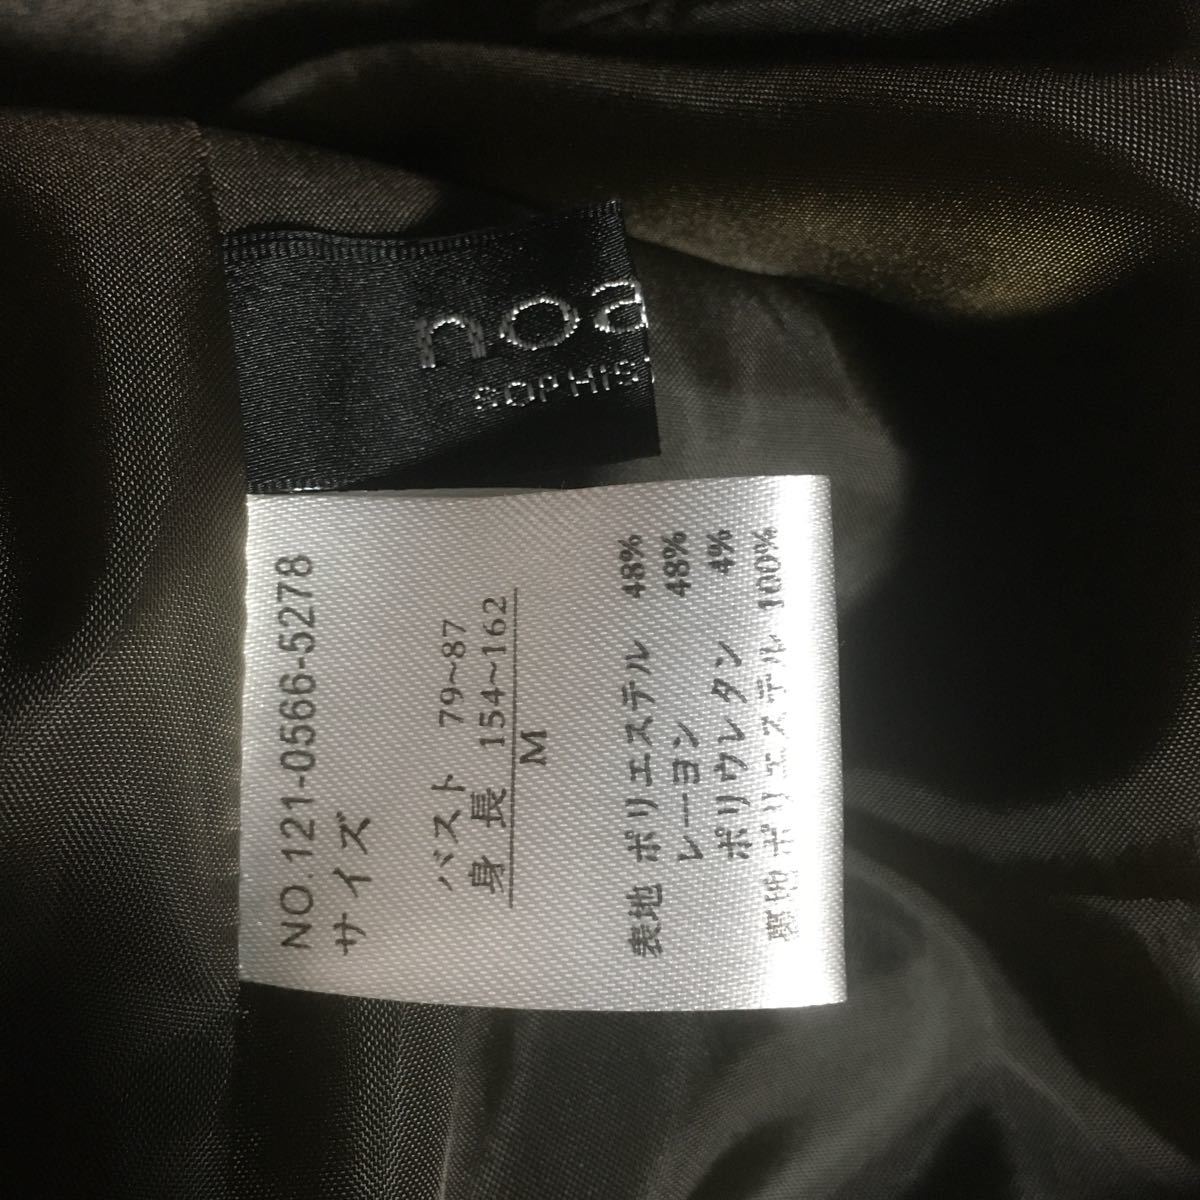 noa
SOPHIS
NO.121-0566-5278
サイズ
バスト 79~87
身長 154~162
M
表地 ポリエステル 48%
レーヨン 48%
ポリウレタン 4%
裏地 ポリエステル 100%